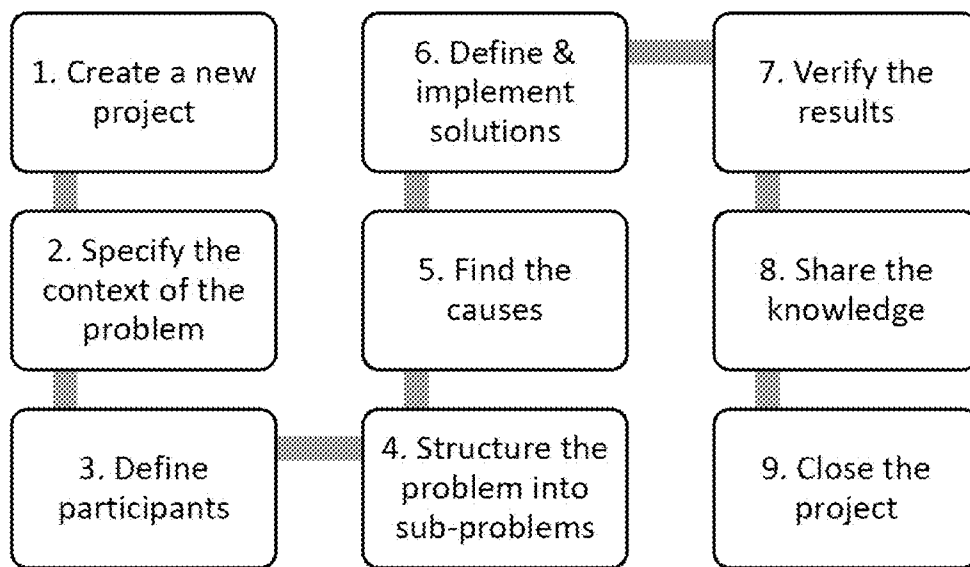 1. Create a new
project
2. Specify the
context of the
problem
3. Define
participants
4. Structure the
problem into
sub-problems
5. Find the
causes
6. Define &
implement
solutions
7. Verify the
results
8. Share the
knowledge
9. Close the
project